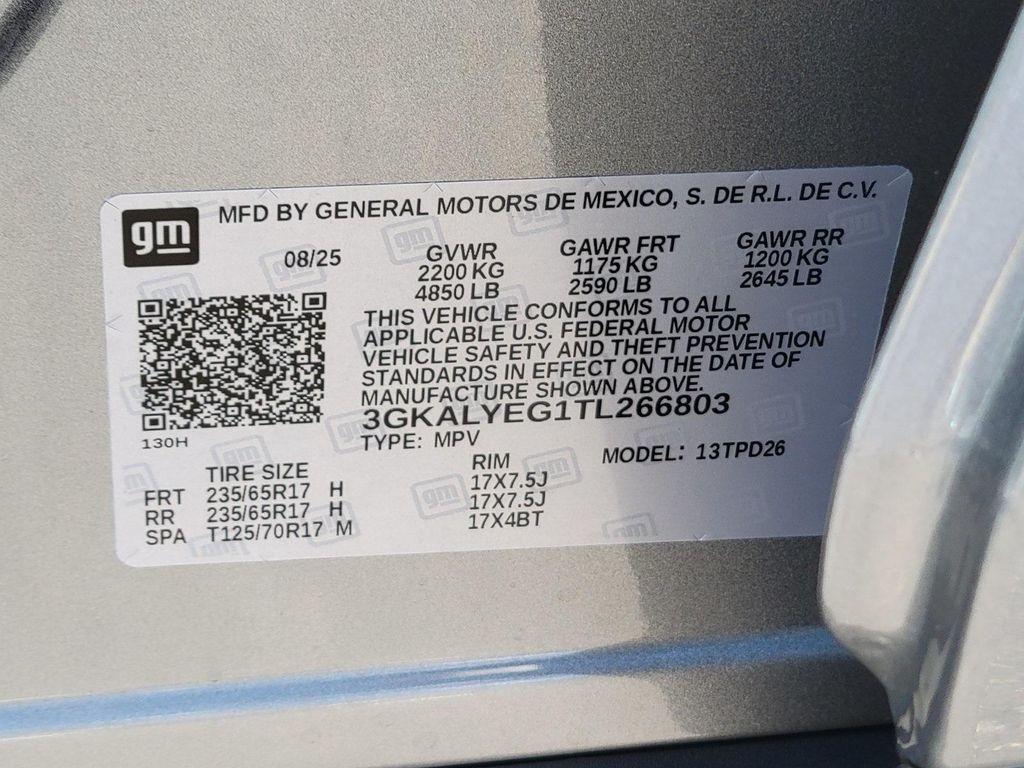 gm MFD BY GENERAL MOTORS DE MEXICO, S. DE R.L. DE C.V.
08/25 GVWR GAWR FRT GAWR RR
2200 KG 1175 KG 1200 KG
4850 LB 2590 LB 2645 LB
THIS VEHICLE CONFORMS TO ALL
APPLICABLE U.S. FEDERAL MOTOR
VEHICLE SAFETY AND THEFT PREVENTION
STANDARDS IN EFFECT ON THE DATE OF
MANUFACTURE SHOWN ABOVE.
3GKALYEG1TL266803
130H
TYPE: MPV MODEL: 13TPD26
TIRE SIZE RIM
FRT 235/65R17 H 17X7.5J
RR 235/65R17 H 17X7.5J
SPA T125/70R17 M 17X4BT